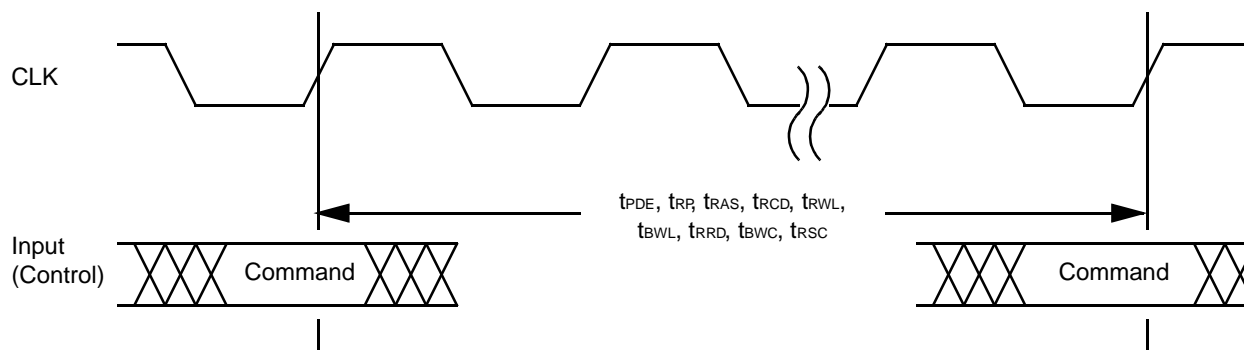 CLK
tPDE, tRP, tRAS, tRCD, tRWL,
tBWL, tRRD, tBWC, tRSC
Input
(Control)
Command
Command